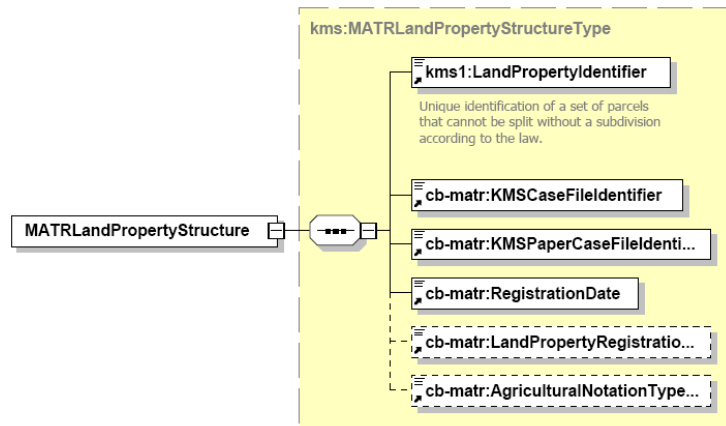 kms:MATRLandPropertyStructureType
kms1:LandPropertyIdentifier
Unique identification of a set of parcels
that cannot be split without a subdivision
according to the law.
cb-matr:KMSCaseFileIdentifier
MATRLandPropertyStructure
cb-matr:KMSPaperCaseFileIdenti...
cb-matr:RegistrationDate
cb-matr:LandPropertyRegistratio...
cb-matr:AgriculturalNotationType...